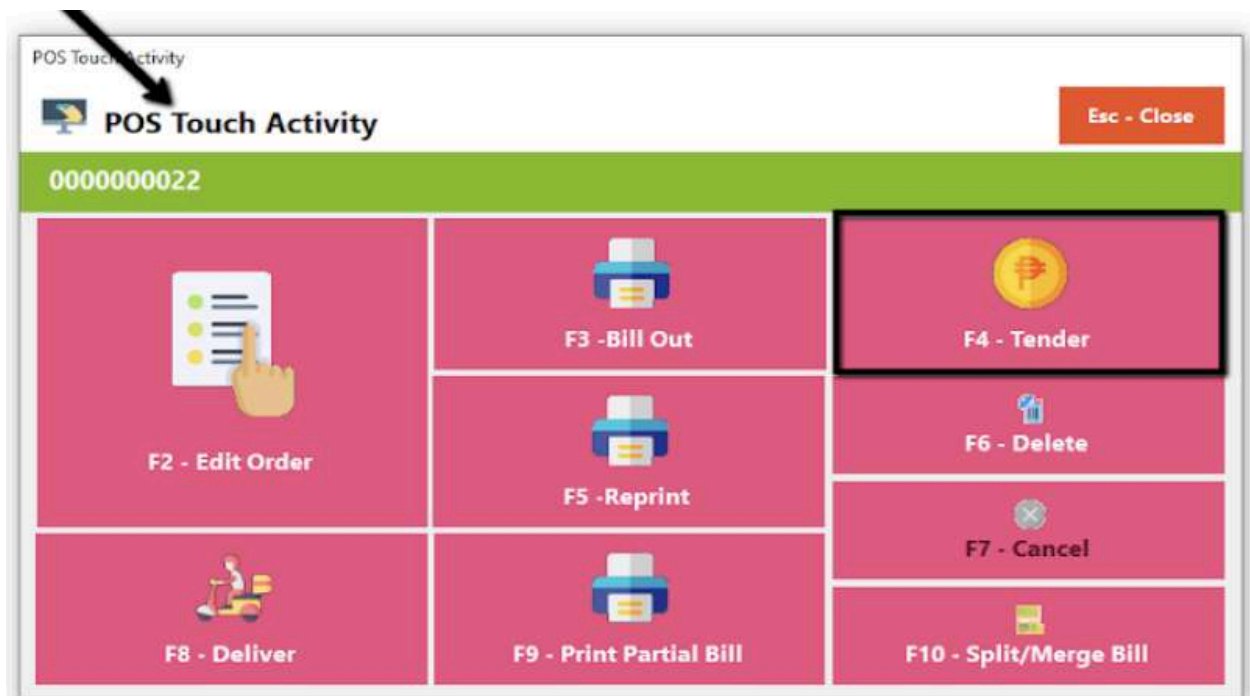 POS Touch Activity
POS Touch Activity
Esc - Close
0000000022
F2 - Edit Order
F3 -Bill Out
F4 - Tender
F5 -Reprint
F6 - Delete
F7 - Cancel
F8 - Deliver
F9 - Print Partial Bill
F10 - Split/Merge Bill